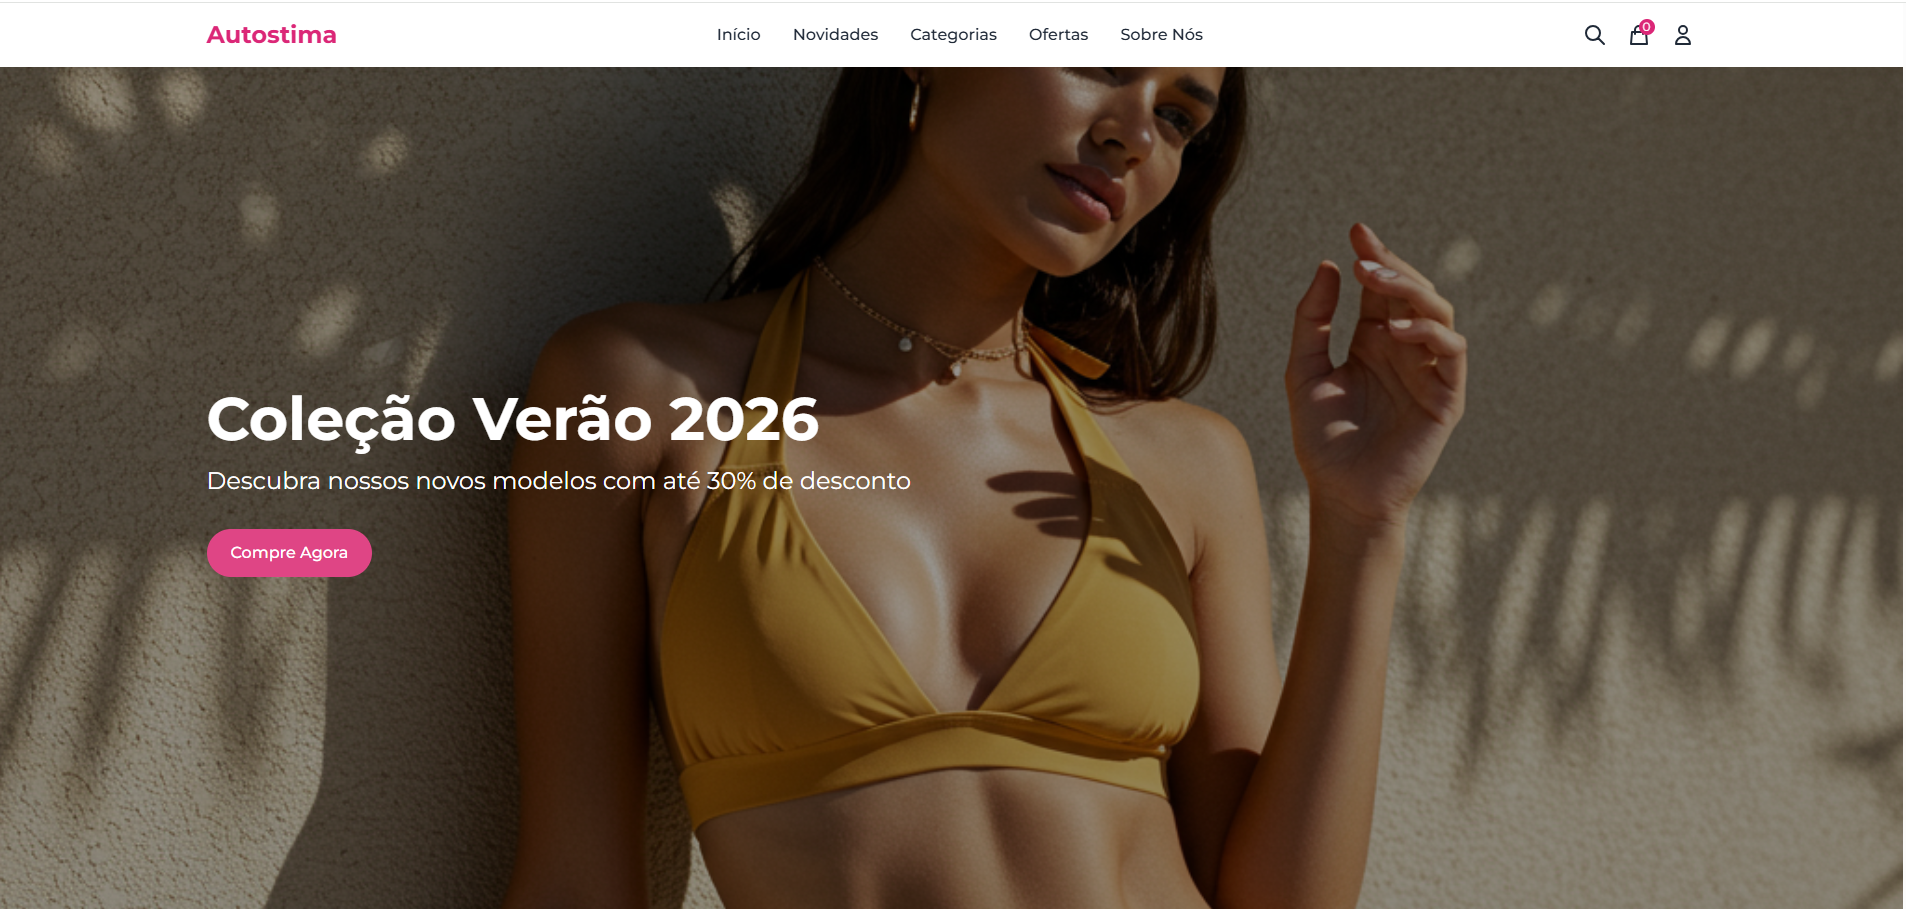 Autostima
Início Novidades Categorias Ofertas Sobre Nós
0
Coleção Verão 2026
Descubra nossos novos modelos com até 30% de desconto
Compre Agora